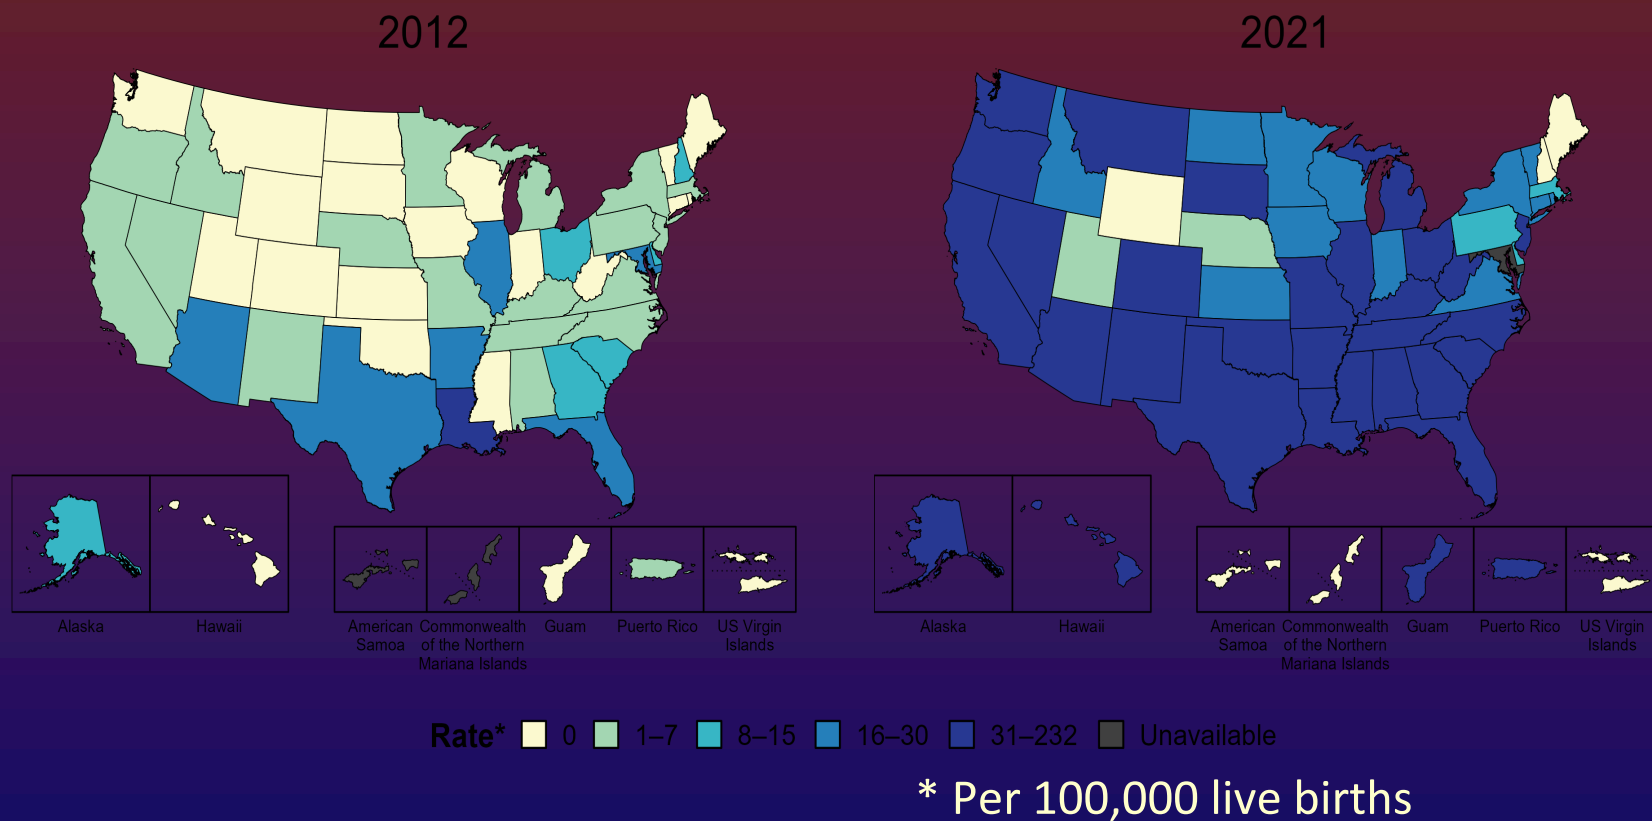 2012
2021
Alaska
Hawaii
American
Samoa
Commonwealth
of the Northern
Mariana Islands
Guam
Puerto Rico
US Virgin
Islands
Alaska
Hawaii
American
Samoa
Commonwealth
of the Northern
Mariana Islands
Guam
Puerto Rico
US Virgin
Islands
Rate* 0 1–7 8–15 16–30 31–232 Unavailable
* Per 100,000 live births